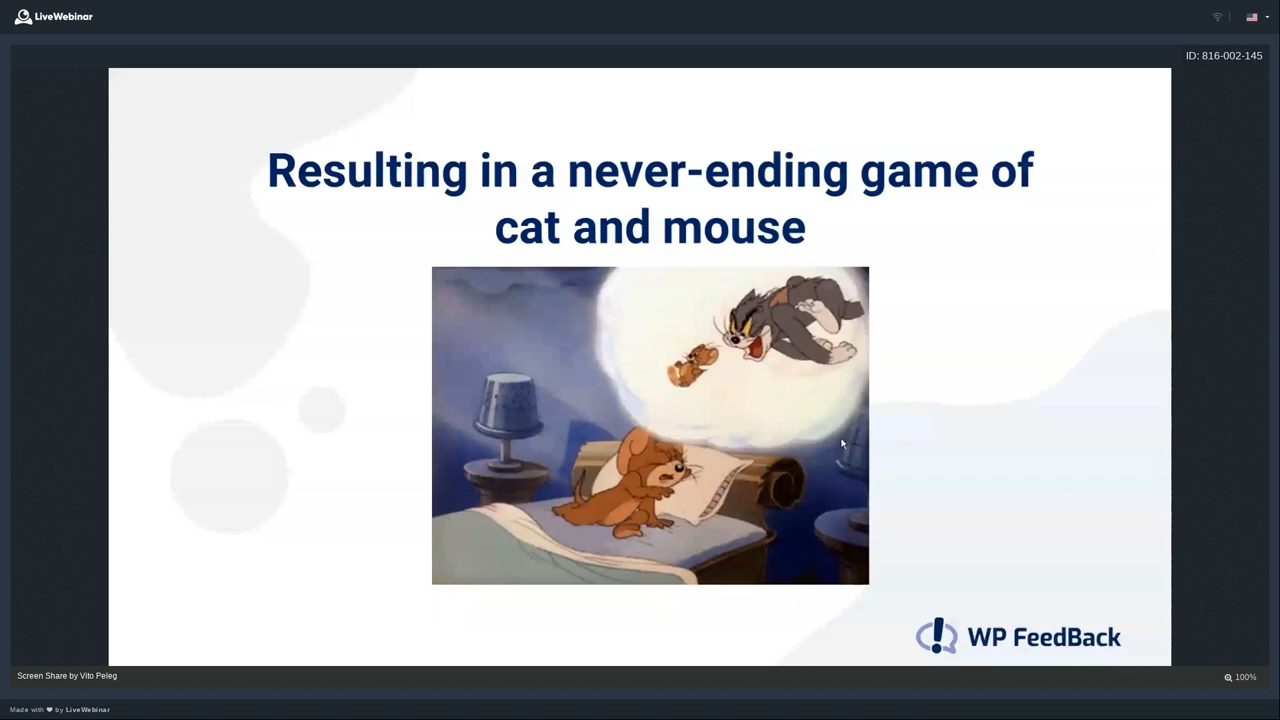 LiveWebinar
ID: 816-002-145
Resulting in a never-ending game of
cat and mouse
WP FeedBack
Screen Share by Vito Peleg
100%
Made with ❤ by LiveWebinar